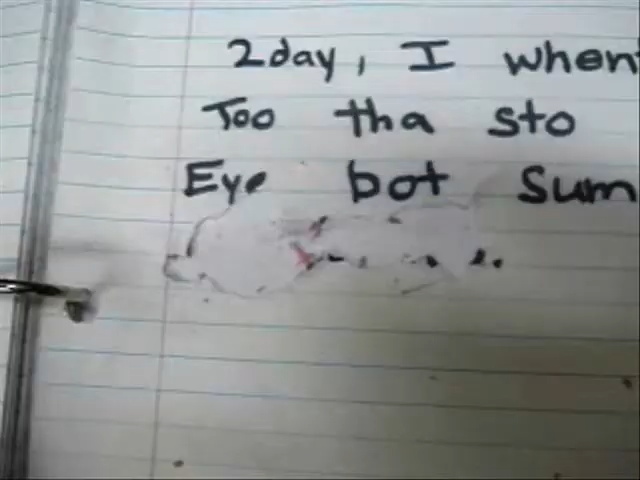 2day, I when
Too tha sto
Eye bot sum